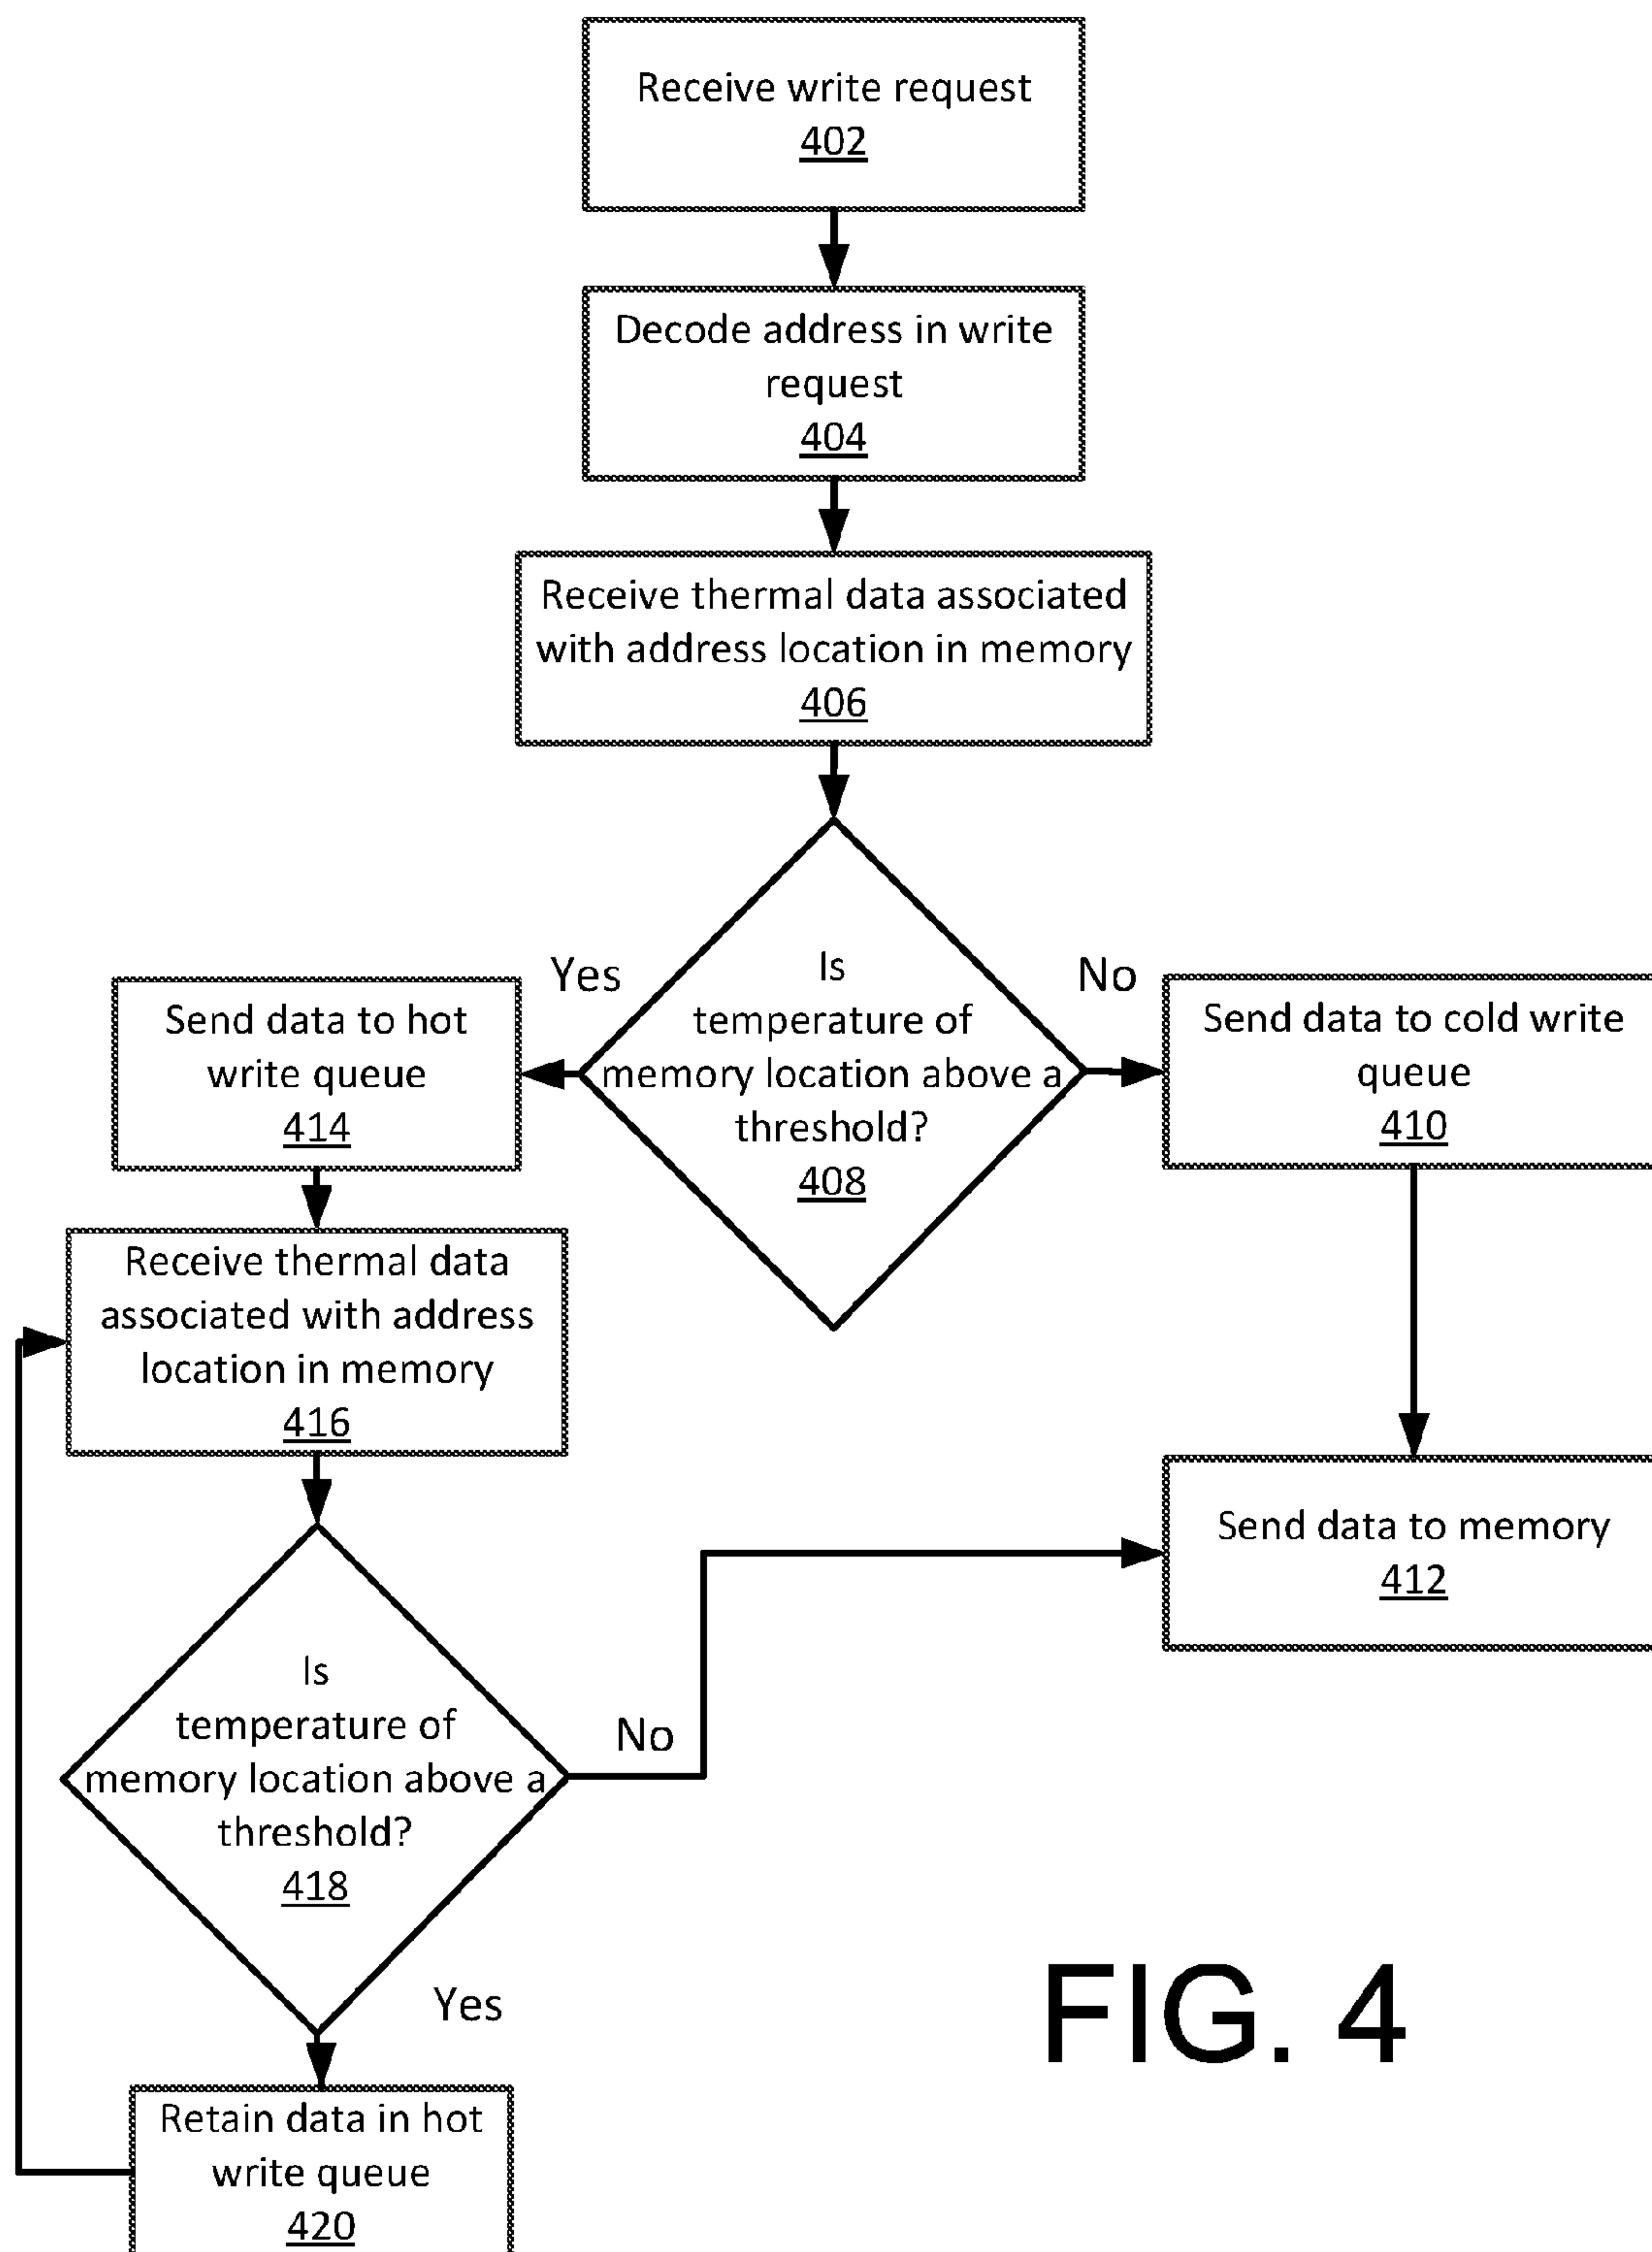 Receive write request
402
Decode address in write
request
404
Receive thermal data associated
with address location in memory
406
Is
temperature of
memory location above a
threshold?
408
Yes
No
Send data to hot
write queue
414
Send data to cold write
queue
410
Receive thermal data
associated with address
location in memory
416
Send data to memory
412
Is
temperature of
memory location above a
threshold?
418
No
Yes
Retain data in hot
write queue
420
FIG. 4